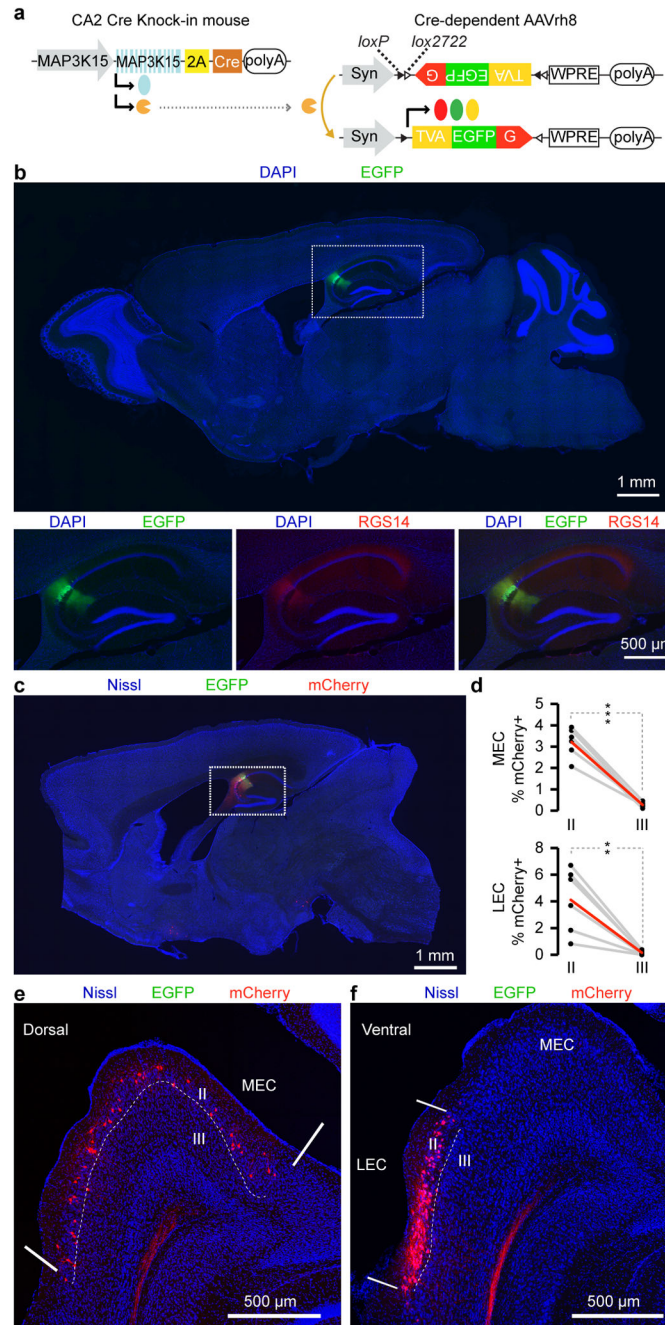 a
CA2 Cre Knock-in mouse
Cre-dependent AAVrh8
loxP
lox2722
MAP3K15
MAP3K15
2A
Cre
polyA
Syn
G
EGFP
TVA
WPRE
polyA
Syn
TVA
EGFP
G
WPRE
polyA
b
DAPI EGFP
1 mm
DAPI EGFP
DAPI RGS14
DAPI EGFP RGS14
500 µm
c
Nissl EGFP mCherry
1 mm
d
MEC
% mCherry+
5
4
3
2
1
0
***
II III
LEC
% mCherry+
8
6
4
2
0
**
II III
e
Nissl EGFP mCherry
Dorsal
MEC
II
III
500 µm
f
Nissl EGFP mCherry
Ventral
MEC
LEC
II
III
500 µm